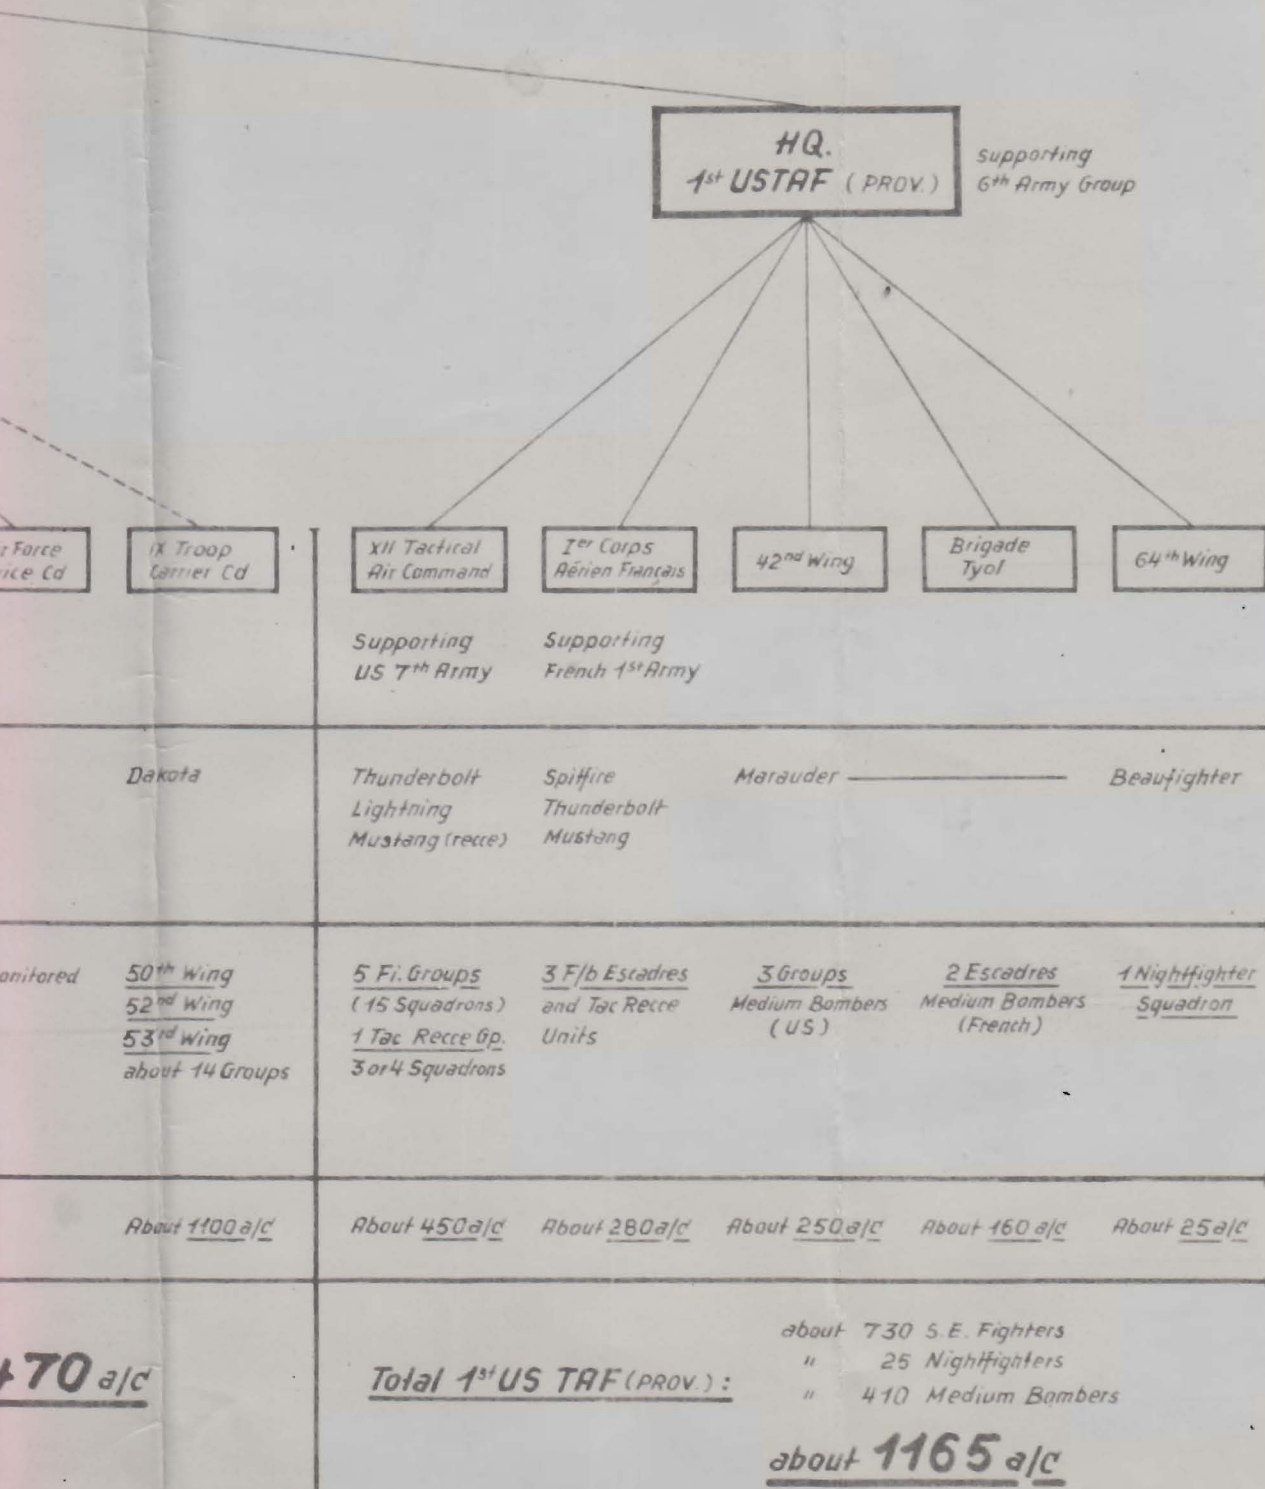 HQ.
1st USTAF (PROV.)
supporting
6th Army Group
Force
Cd
IX Troop
Carrier Cd
XII Tactical
Air Command
Ier Corps
Aérien Français
42nd Wing
Brigade
Tyol
64th Wing
Supporting
US 7th Army
Supporting
French 1st Army
Dakota
Thunderbolt
Lightning
Mustang (recce)
Spitfire
Thunderbolt
Mustang
Marauder
Beaufighter
50th Wing
52nd Wing
53rd Wing
about 14 Groups
5 Fi. Groups
(15 Squadrons)
1 Tac Recce Gp.
3 or 4 Squadrons
3 F/b Escadres
and Tac Recce
Units
3 Groups
Medium Bombers
(US)
2 Escadres
Medium Bombers
(French)
1 Nightfighter
Squadron
About 1100 a/c
About 450 a/c
About 280 a/c
About 250 a/c
About 160 a/c
About 25 a/c
470 a/c
Total 1st US TAF (PROV.):
about 730 S.E. Fighters
" 25 Nightfighters
" 410 Medium Bombers
about 1165 a/c